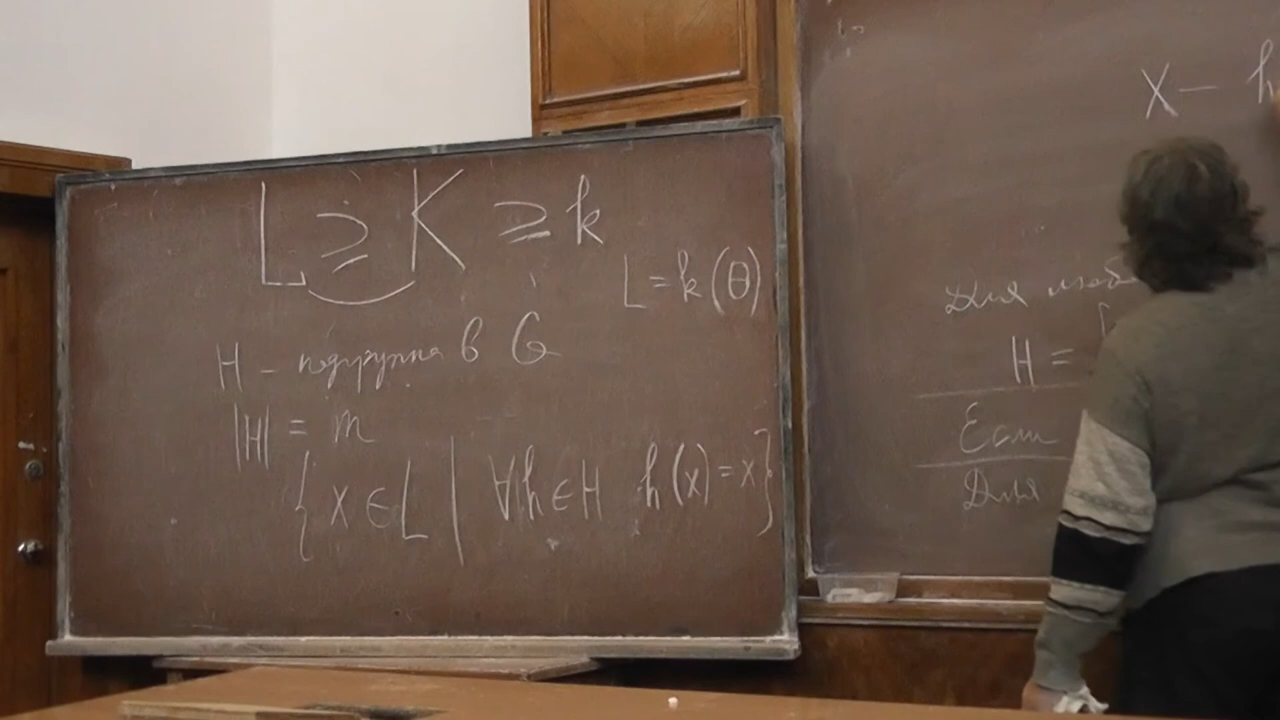 L ⩾ K ⩾ k
L = k(θ)
H – подгруппа в G
|H| = m
{ x ∈ L | ∀h ∈ H h(x) = x }
X – h
Для
H =
Если
Для